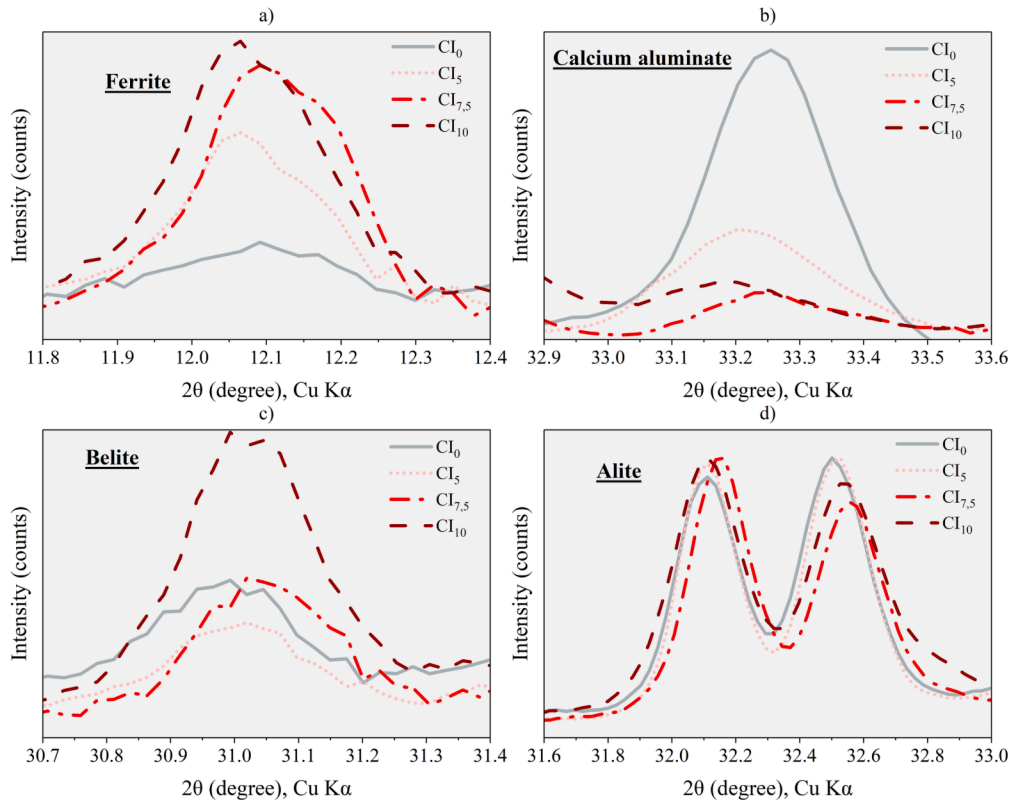 a)
Ferrite
CI0
CI5
CI7,5
CI10
Intensity (counts)
11.8 11.9 12.0 12.1 12.2 12.3 12.4
2θ (degree), Cu Kα
b)
Calcium aluminate
CI0
CI5
CI7,5
CI10
Intensity (counts)
32.9 33.0 33.1 33.2 33.3 33.4 33.5 33.6
2θ (degree), Cu Kα
c)
Belite
CI0
CI5
CI7,5
CI10
Intensity (counts)
30.7 30.8 30.9 31.0 31.1 31.2 31.3 31.4
2θ (degree), Cu Kα
d)
Alite
CI0
CI5
CI7,5
CI10
Intensity (counts)
31.6 31.8 32.0 32.2 32.4 32.6 32.8 33.0
2θ (degree), Cu Kα